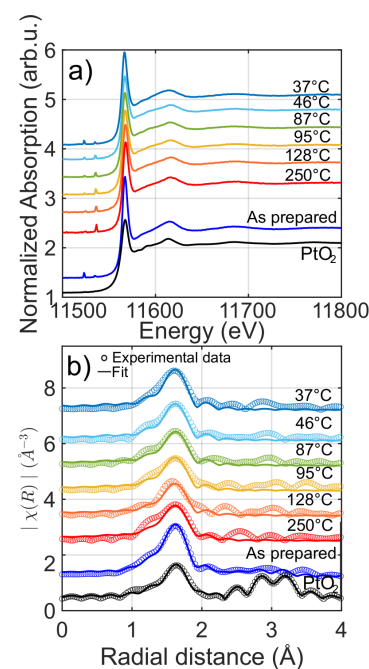 a)
Normalized Absorption (arb.u.)
6
5
4
3
2
1
37°C
46°C
87°C
95°C
128°C
250°C
As prepared
PtO2
11500 11600 11700 11800
Energy (eV)
b)
Experimental data
Fit
| χ(R) | (Å⁻³)
8
6
4
2
0
37°C
46°C
87°C
95°C
128°C
250°C
As prepared
PtO2
0 1 2 3 4
Radial distance (Å)